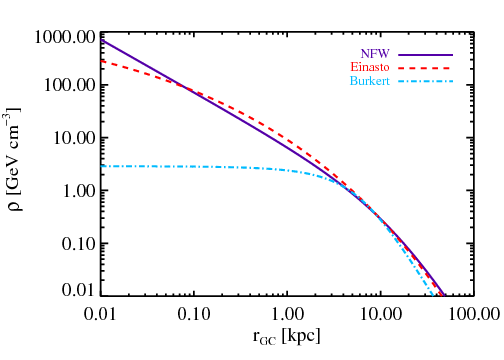 1000.00
NFW
Einasto
Burkert
100.00
10.00
1.00
0.10
0.01
ρ [GeV cm⁻³]
0.01 0.10 1.00 10.00 100.00
r_GC [kpc]